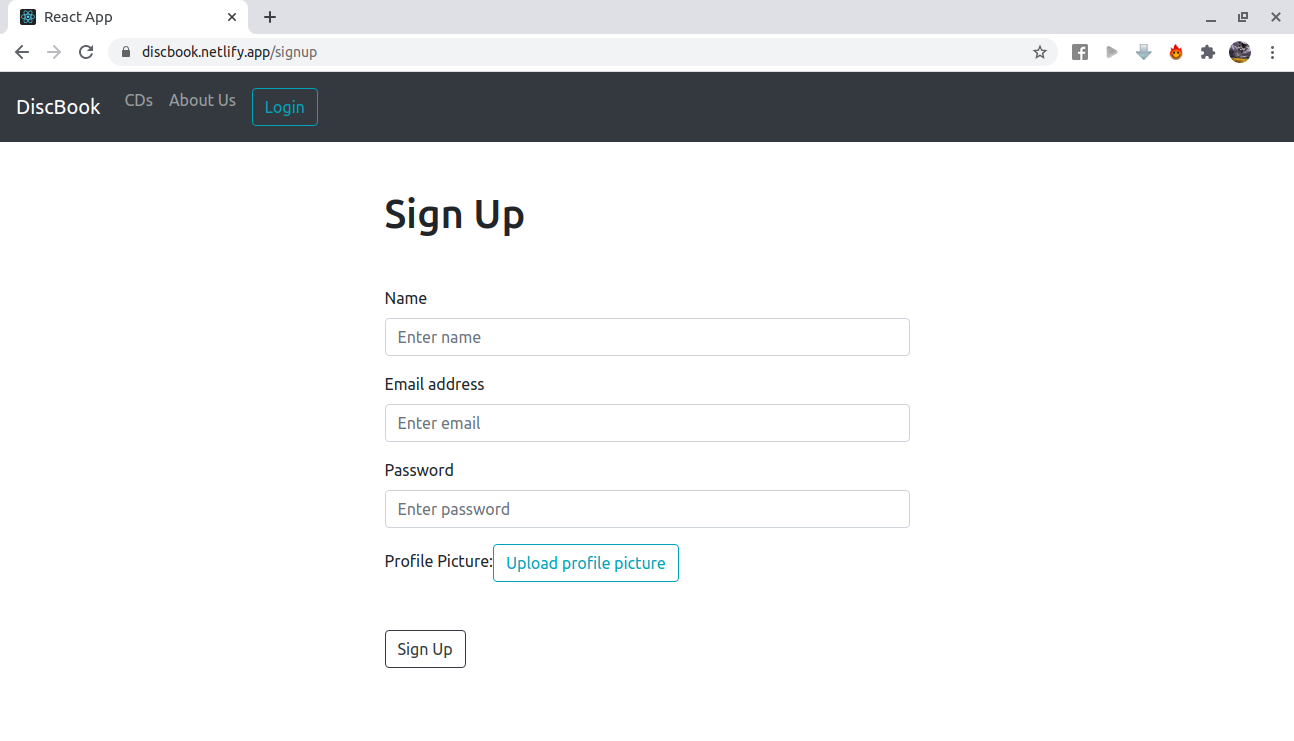 React App
discbook.netlify.app/signup
DiscBook CDs About Us Login
Sign Up
Name
Enter name
Email address
Enter email
Password
Enter password
Profile Picture: Upload profile picture
Sign Up